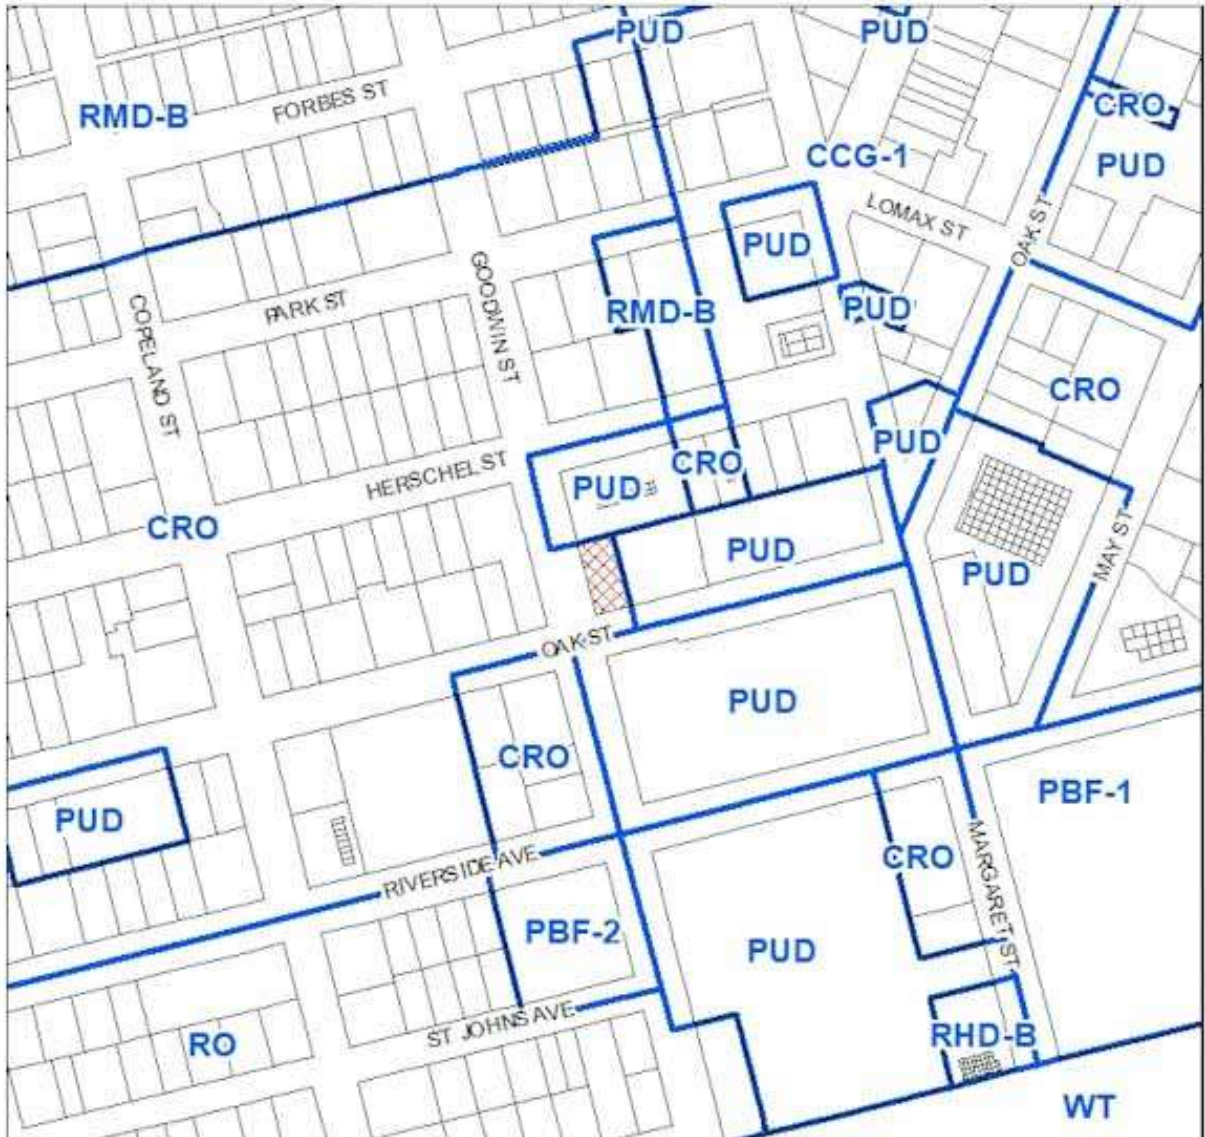 PUD
PUD
RMD-B
FORBES ST
CRO
PUD
CCG-1
LOMAX ST
OAK ST
PUD
GOODWIN ST
COPELAND ST
PARK ST
RMD-B
PUD
CRO
PUD
HERSCHEL ST
PUD
CRO
CRO
MAY ST
PUD
PUD
OAK ST
PUD
CRO
PUD
PBF-1
RIVERSIDE AVE
CRO
MARGARET ST
PBF-2
PUD
ST JOHNS AVE
RO
RHD-B
WT